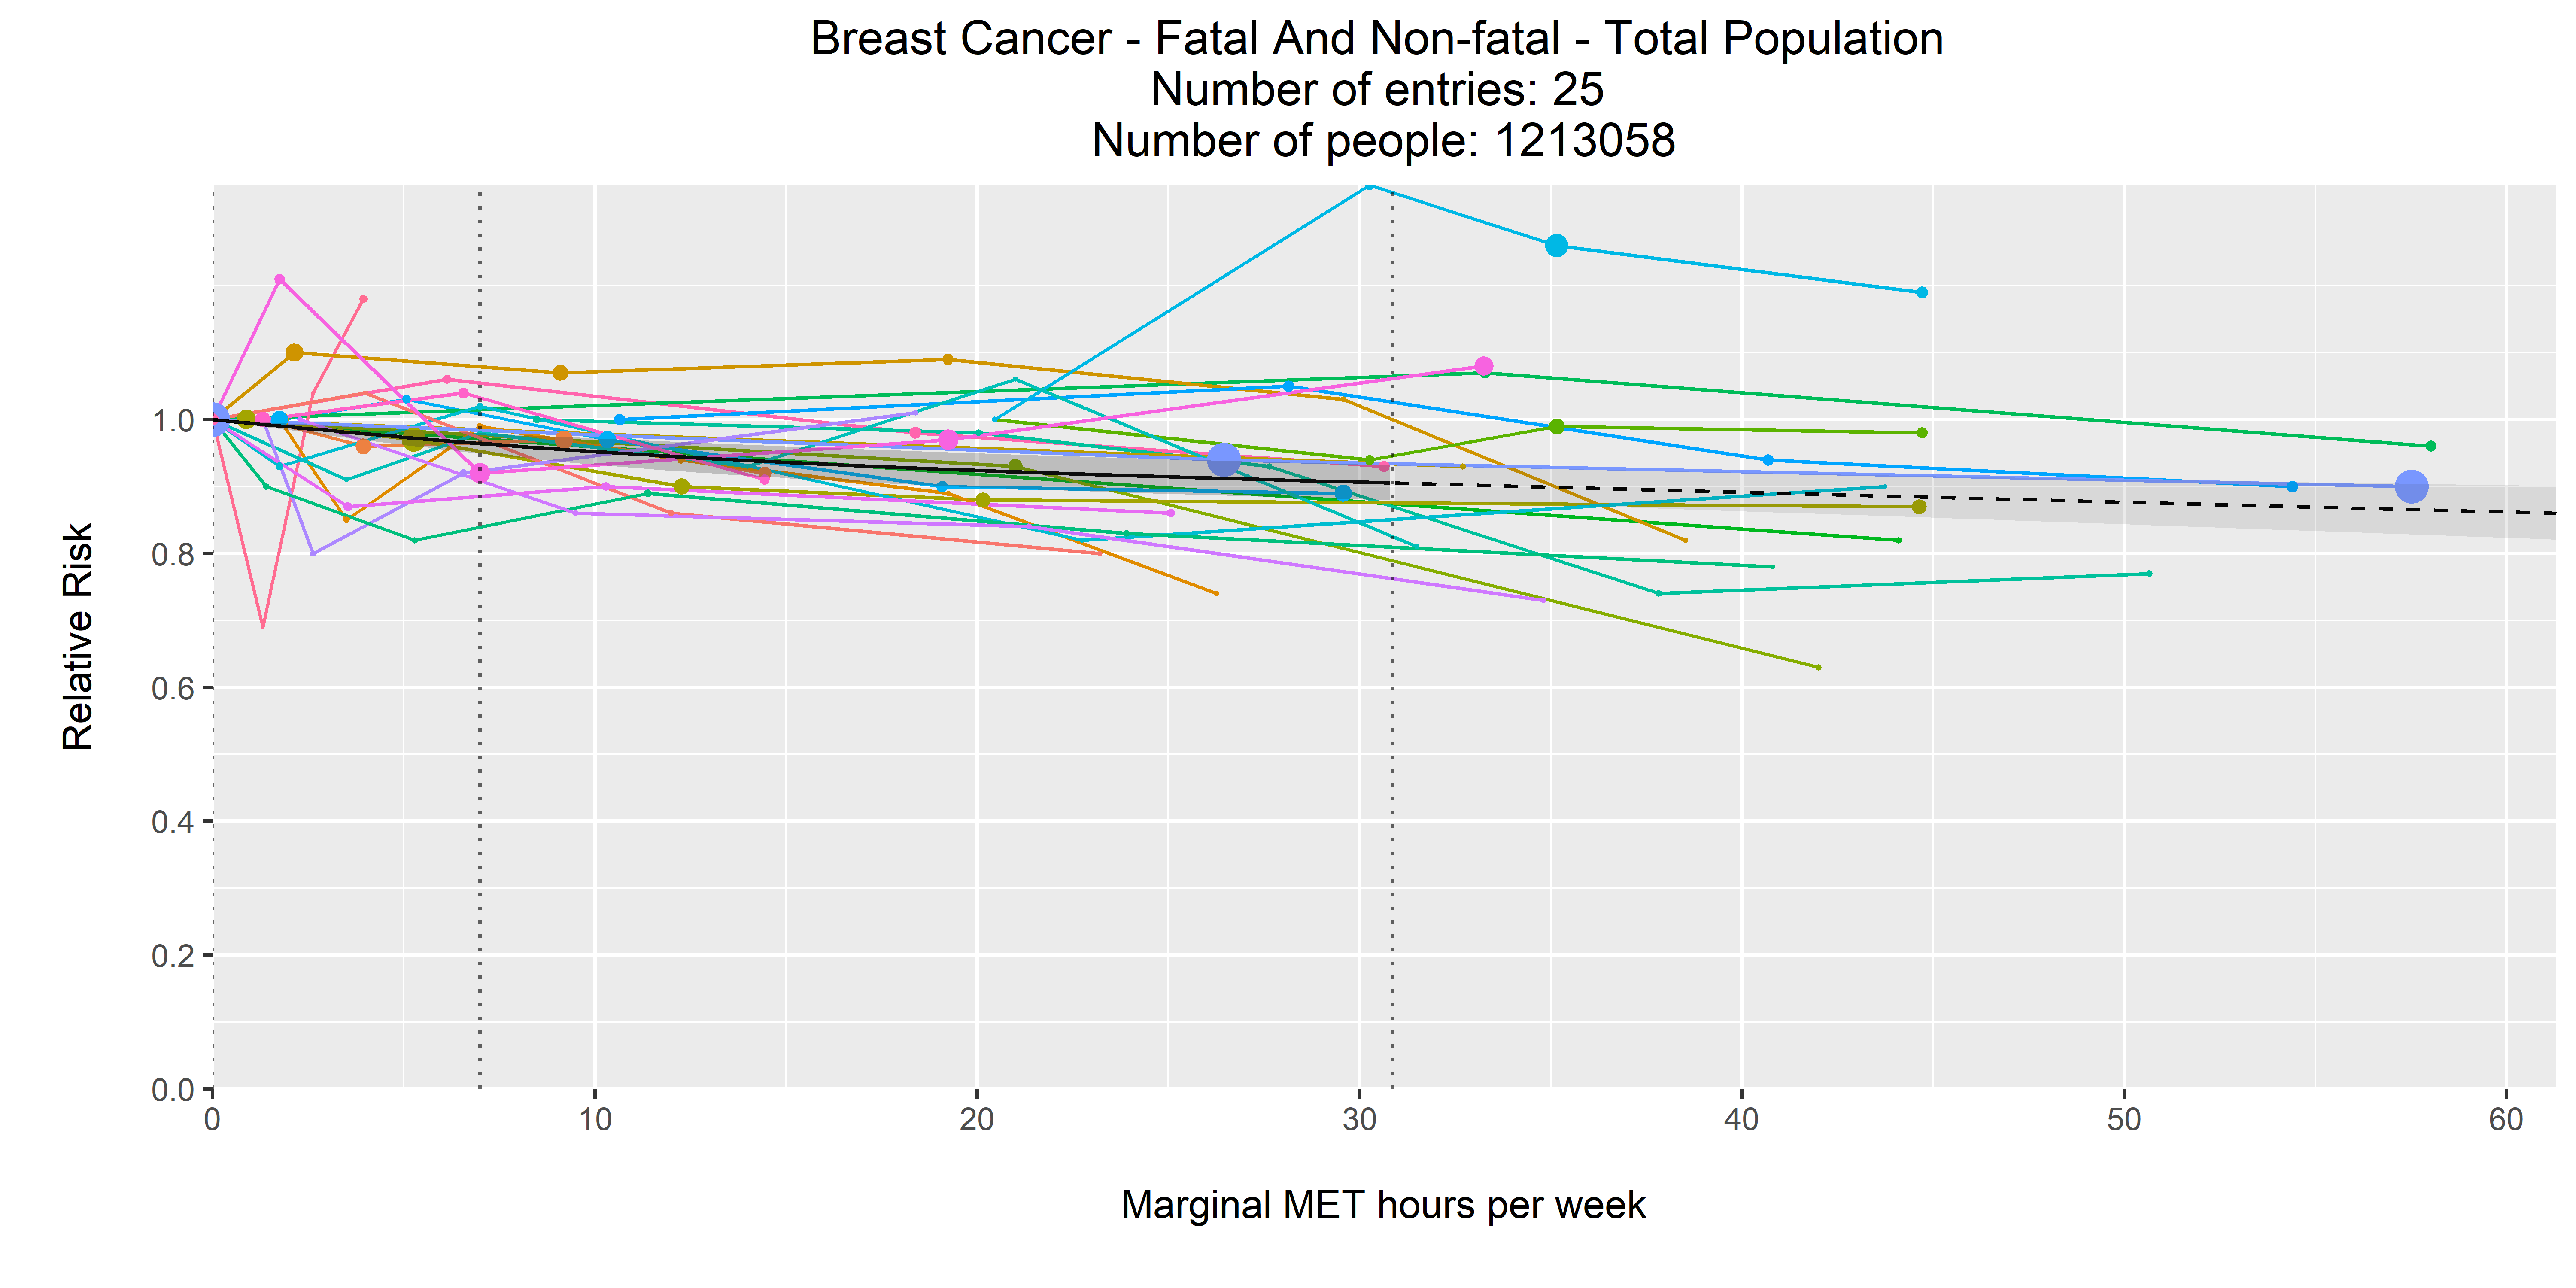 Breast Cancer - Fatal And Non-fatal - Total Population
Number of entries: 25
Number of people: 1213058
Relative Risk
1.0
0.8
0.6
0.4
0.2
0.0
0 10 20 30 40 50 60
Marginal MET hours per week